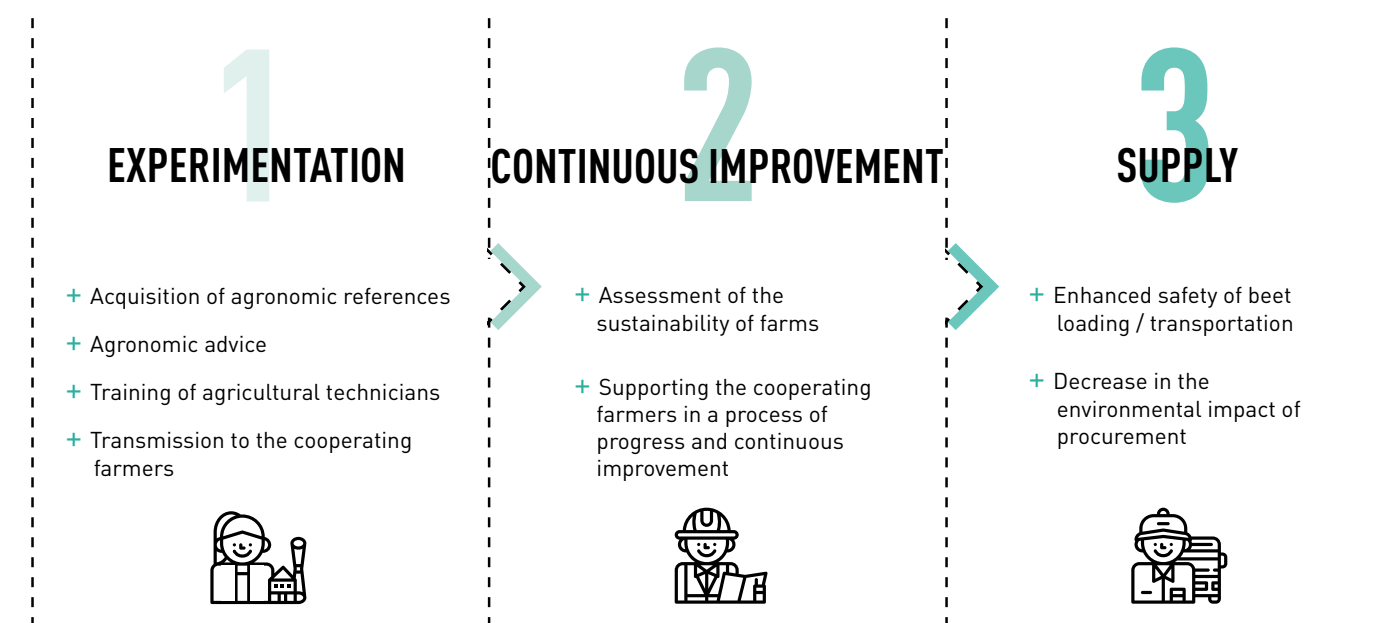 1
EXPERIMENTATION
+ Acquisition of agronomic references
+ Agronomic advice
+ Training of agricultural technicians
+ Transmission to the cooperating
farmers
2
CONTINUOUS IMPROVEMENT
+ Assessment of the
sustainability of farms
+ Supporting the cooperating
farmers in a process of
progress and continuous
improvement
3
SUPPLY
+ Enhanced safety of beet
loading / transportation
+ Decrease in the
environmental impact of
procurement